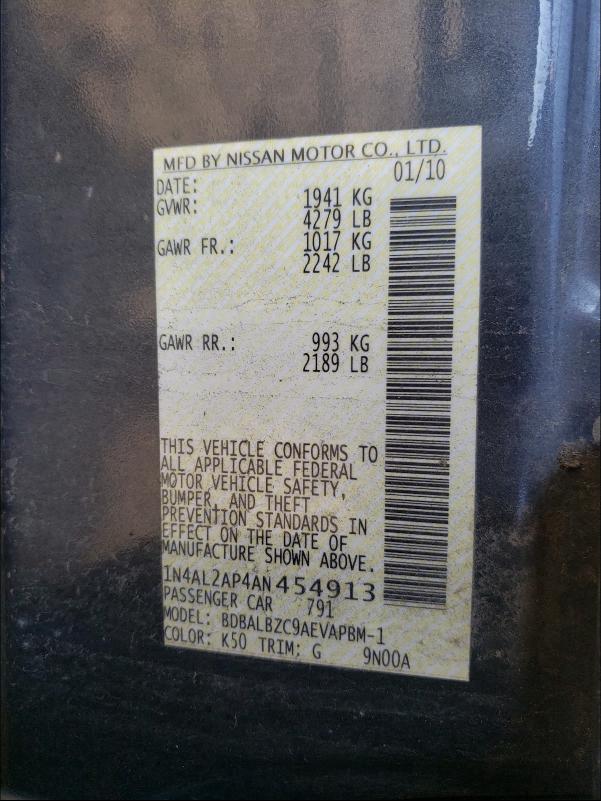 MFD BY NISSAN MOTOR CO., LTD.
DATE: 01/10
GVWR: 1941 KG
4279 LB
GAWR FR.: 1017 KG
2242 LB
GAWR RR.: 993 KG
2189 LB
THIS VEHICLE CONFORMS TO
ALL APPLICABLE FEDERAL
MOTOR VEHICLE SAFETY,
BUMPER, AND THEFT
PREVENTION STANDARDS IN
EFFECT ON THE DATE OF
MANUFACTURE SHOWN ABOVE.
1N4AL2AP4AN454913
PASSENGER CAR 791
MODEL: BDBALBZC9AEVAPBM-1
COLOR: K50 TRIM; G 9N00A